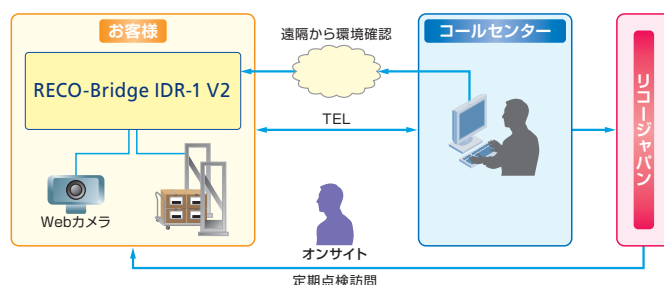 お客様
RECO-Bridge IDR-1 V2
Webカメラ
遠隔から環境確認
TEL
オンサイト
定期点検訪問
コールセンター
リコージャパン